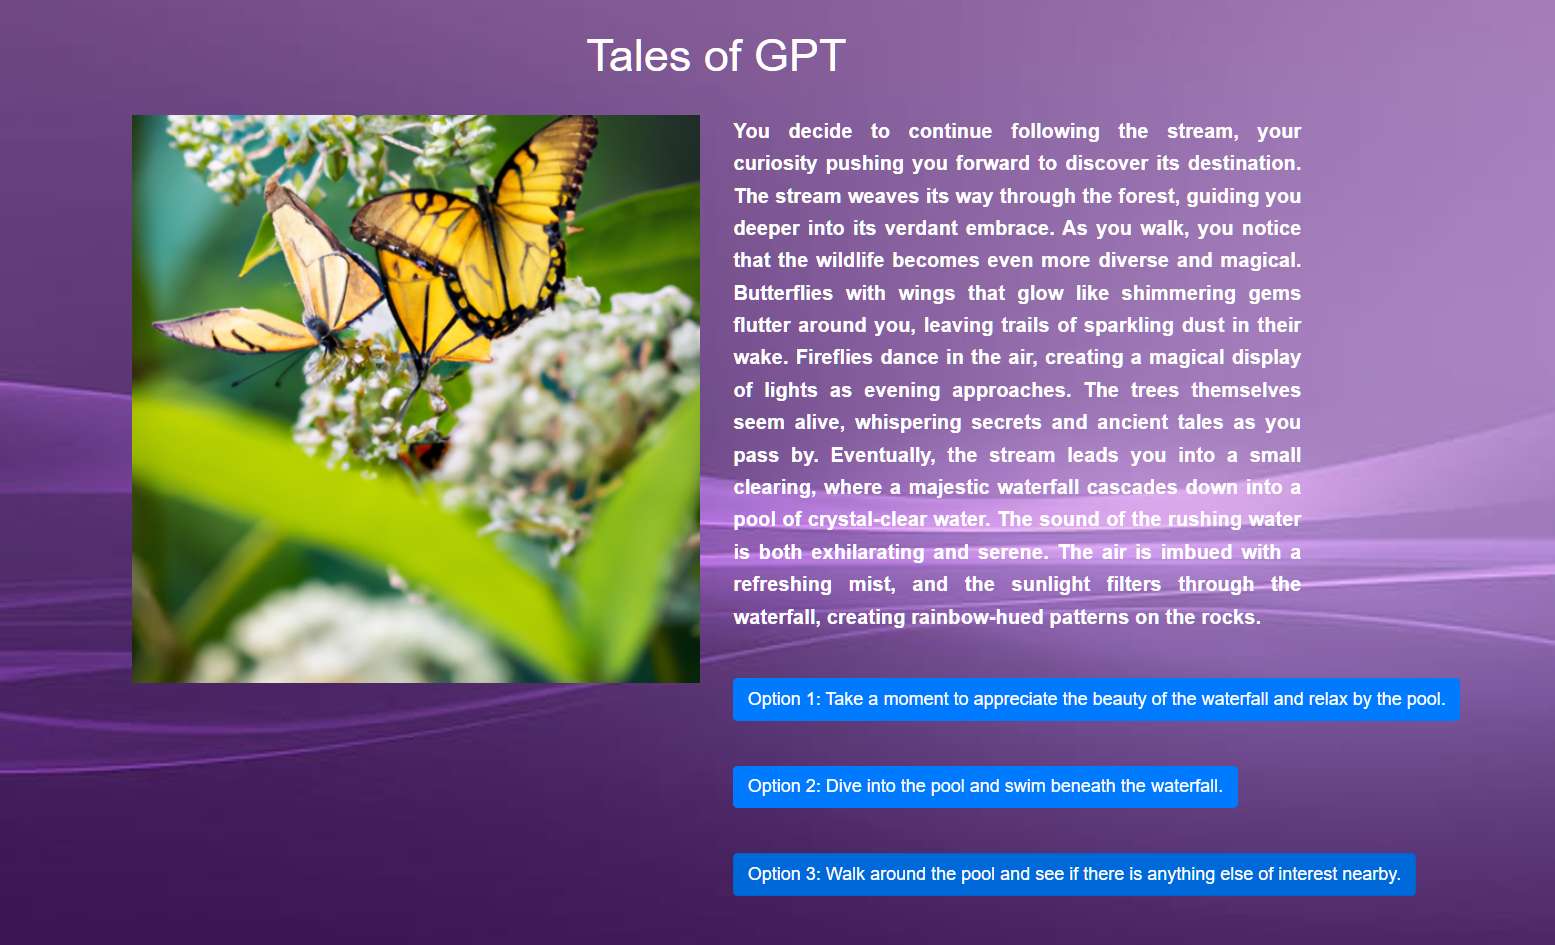 Tales of GPT
You decide to continue following the stream, your
curiosity pushing you forward to discover its destination.
The stream weaves its way through the forest, guiding you
deeper into its verdant embrace. As you walk, you notice
that the wildlife becomes even more diverse and magical.
Butterflies with wings that glow like shimmering gems
flutter around you, leaving trails of sparkling dust in their
wake. Fireflies dance in the air, creating a magical display
of lights as evening approaches. The trees themselves
seem alive, whispering secrets and ancient tales as you
pass by. Eventually, the stream leads you into a small
clearing, where a majestic waterfall cascades down into a
pool of crystal-clear water. The sound of the rushing water
is both exhilarating and serene. The air is imbued with a
refreshing mist, and the sunlight filters through the
waterfall, creating rainbow-hued patterns on the rocks.
Option 1: Take a moment to appreciate the beauty of the waterfall and relax by the pool.
Option 2: Dive into the pool and swim beneath the waterfall.
Option 3: Walk around the pool and see if there is anything else of interest nearby.